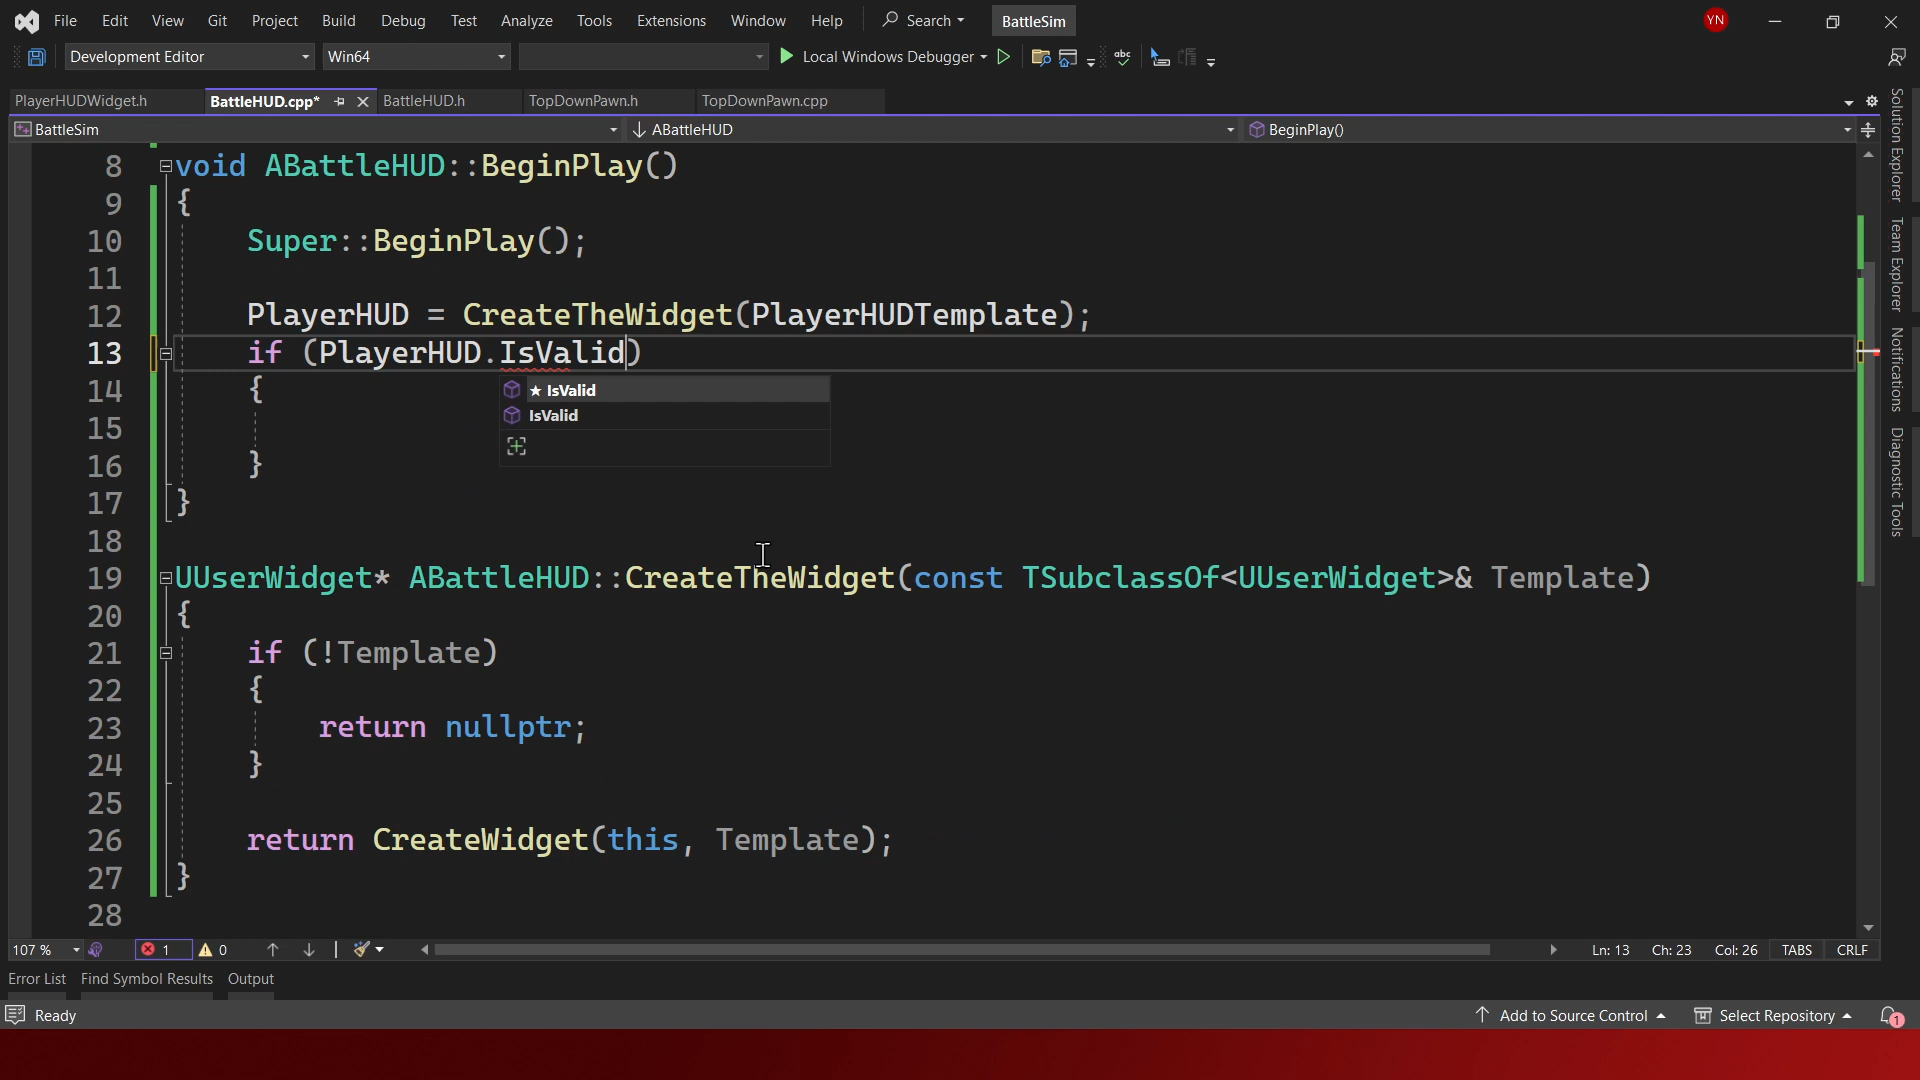 File Edit View Git Project Build Debug Test Analyze Tools Extensions Window Help Search BattleSim YN
Development Editor Win64 Local Windows Debugger abc
PlayerHUDWidget.h BattleHUD.cpp* BattleHUD.h TopDownPawn.h TopDownPawn.cpp
BattleSim ABattleHUD BeginPlay()
8 void ABattleHUD::BeginPlay()
9 {
10 Super::BeginPlay();
11
12 PlayerHUD = CreateTheWidget(PlayerHUDTemplate);
13 if (PlayerHUD.IsValid)
14 {
★ IsValid
IsValid
15
16 }
17 }
18
19 UUserWidget* ABattleHUD::CreateTheWidget(const TSubclassOf<UUserWidget>& Template)
20 {
21 if (!Template)
22 {
23 return nullptr;
24 }
25
26 return CreateWidget(this, Template);
27 }
28
Solution Explorer
Team Explorer
Notifications
Diagnostic Tools
107 % 1 0 Ln: 13 Ch: 23 Col: 26 TABS CRLF
Error List Find Symbol Results Output
Ready Add to Source Control Select Repository 1